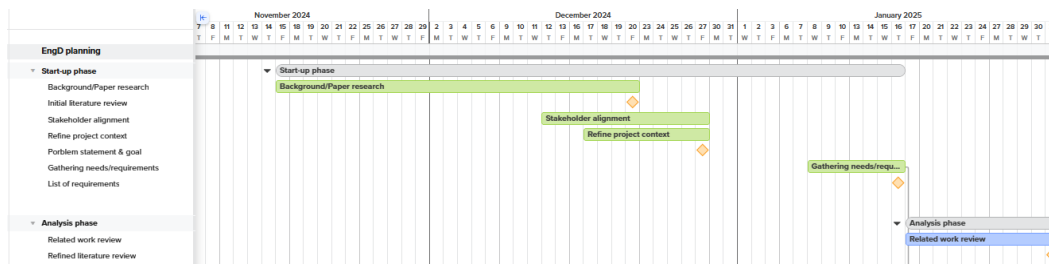 November 2024 December 2024 January 2025
7 8 11 12 13 14 15 18 19 20 21 22 25 26 27 28 29 2 3 4 5 6 9 10 11 12 13 16 17 18 19 20 23 24 25 26 27 30 31 1 2 3 6 7 8 9 10 13 14 15 16 17 20 21 22 23 24 27 28 29 30
T F M T W T F M T W T F M T W T F M T W T F M T W T F M T W T F M T W T F M T W T F M T W T F M T W T F M T W T F M T W T
EngD planning
Start-up phase Start-up phase
Background/Paper research Background/Paper research
Initial literature review
Stakeholder alignment Stakeholder alignment
Refine project context Refine project context
Porblem statement & goal
Gathering needs/requirements Gathering needs/requ...
List of requirements
Analysis phase Analysis phase
Related work review Related work review
Refined literature review